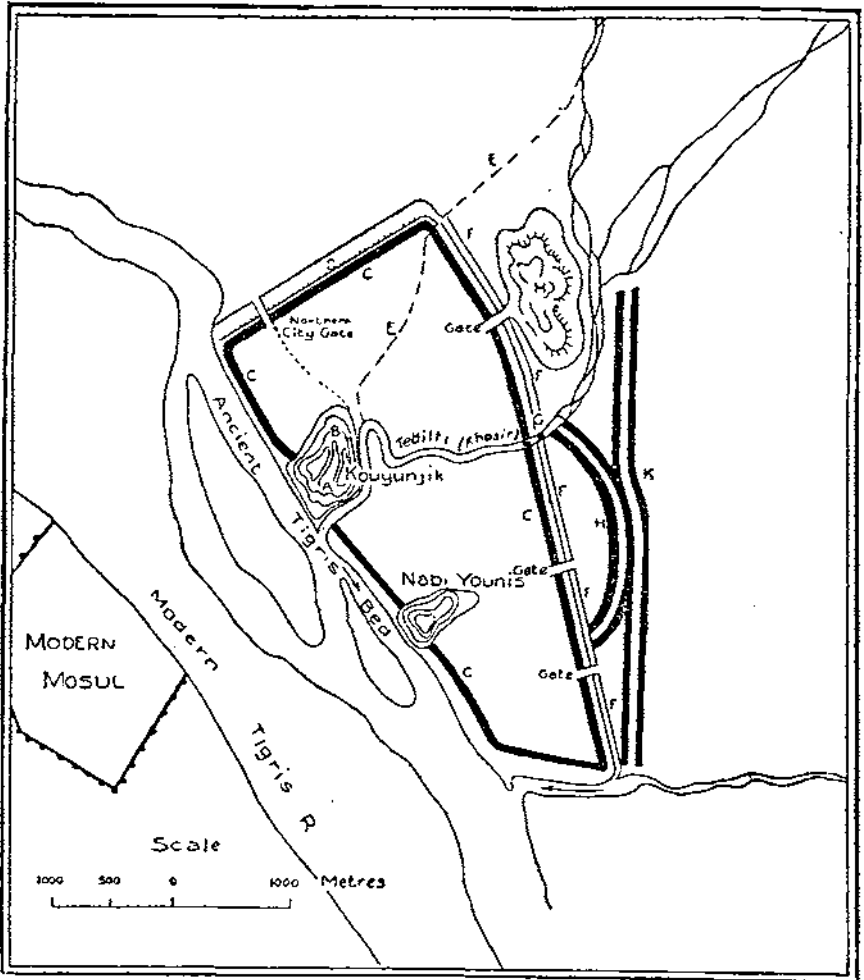 E
F
G
C
H
Northern
City Gate
E
Gate
C
F
Ancient
G
Tebilti (Khosir)
B
Kouyunjik
A
K
F
C
H
Tigris
Gate
Nabi Younis
F
Bed
Modern
MODERN
MOSUL
C
Gate
F
Tigris R
Scale
1000 500 0 1000 Metres